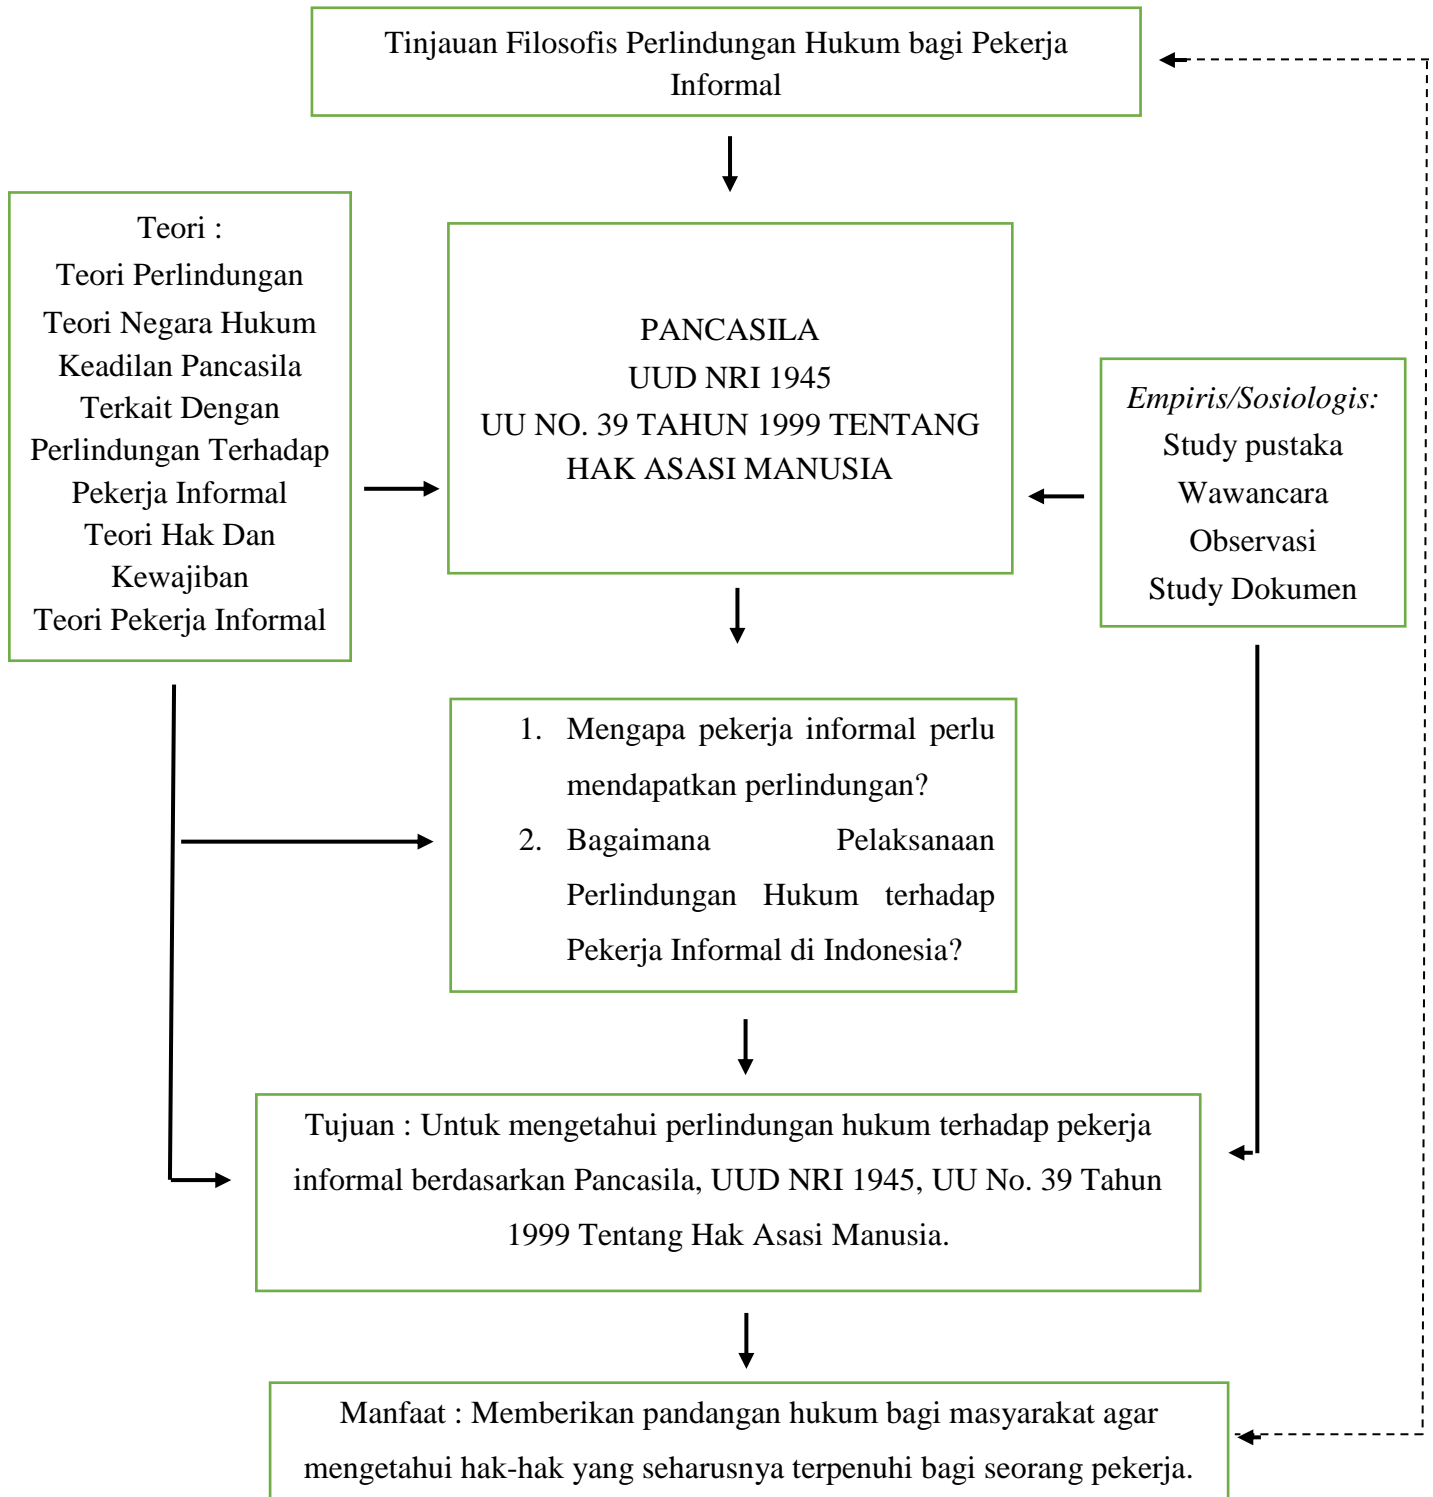 Tinjauan Filosofis Perlindungan Hukum bagi Pekerja
Informal
Teori :
Teori Perlindungan
Teori Negara Hukum
Keadilan Pancasila
Terkait Dengan
Perlindungan Terhadap
Pekerja Informal
Teori Hak Dan
Kewajiban
Teori Pekerja Informal
PANCASILA
UUD NRI 1945
UU NO. 39 TAHUN 1999 TENTANG
HAK ASASI MANUSIA
Empiris/Sosiologis:
Study pustaka
Wawancara
Observasi
Study Dokumen
1. Mengapa pekerja informal perlu
mendapatkan perlindungan?
2. Bagaimana Pelaksanaan
Perlindungan Hukum terhadap
Pekerja Informal di Indonesia?
Tujuan : Untuk mengetahui perlindungan hukum terhadap pekerja
informal berdasarkan Pancasila, UUD NRI 1945, UU No. 39 Tahun
1999 Tentang Hak Asasi Manusia.
Manfaat : Memberikan pandangan hukum bagi masyarakat agar
mengetahui hak-hak yang seharusnya terpenuhi bagi seorang pekerja.